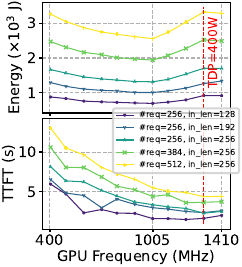 Energy (×10³ J)
3
2
1
TDP=400W
#req=256, in_len=128
#req=256, in_len=192
#req=256, in_len=256
#req=384, in_len=256
#req=512, in_len=256
TTFT (s)
10
5
400
1005
1410
GPU Frequency (MHz)